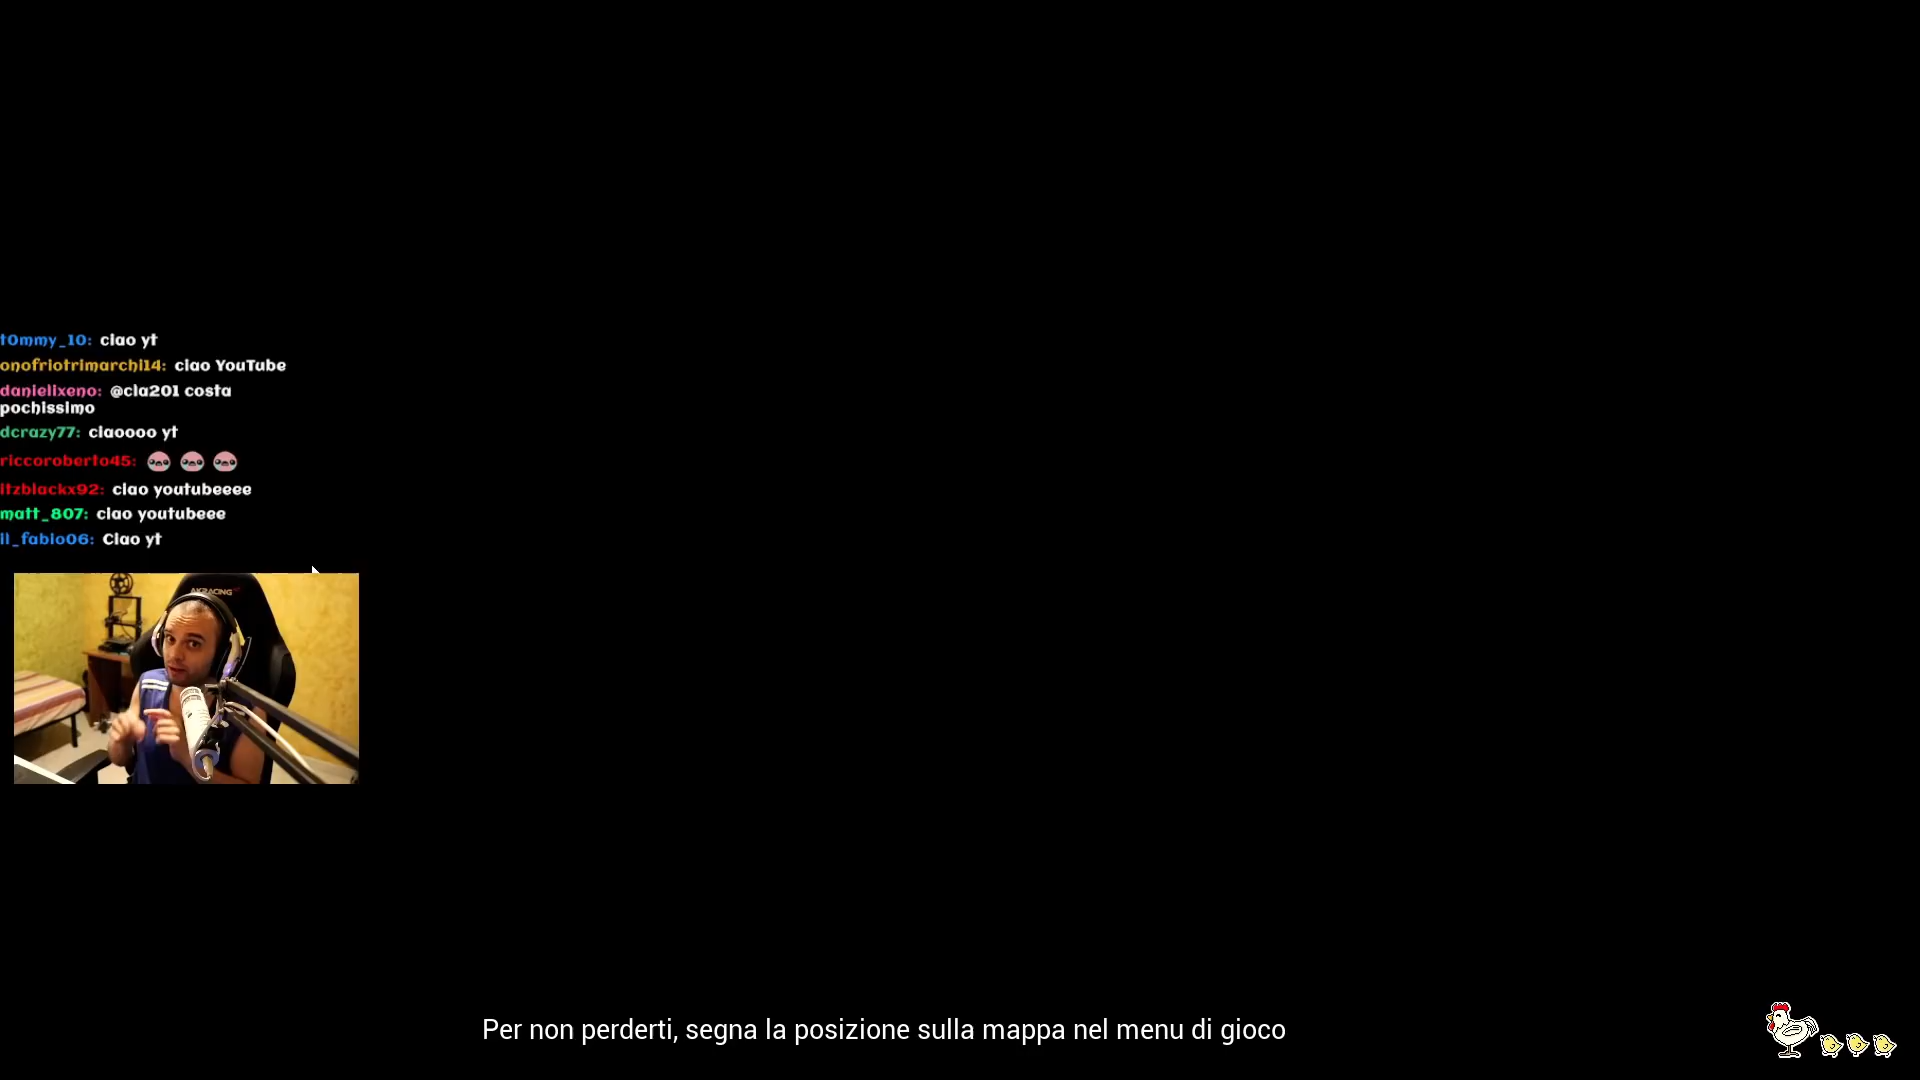 t0mmy_10: ciao yt
onofriotrimarchi14: ciao YouTube
danielixeno: @cla201 costa
pochissimo
dcrazy77: ciaoooo yt
riccoroberto45:
itzblackx92: ciao youtubeeee
matt_807: ciao youtubeee
il_fabio06: Ciao yt
AKRACING
Per non perderti, segna la posizione sulla mappa nel menu di gioco